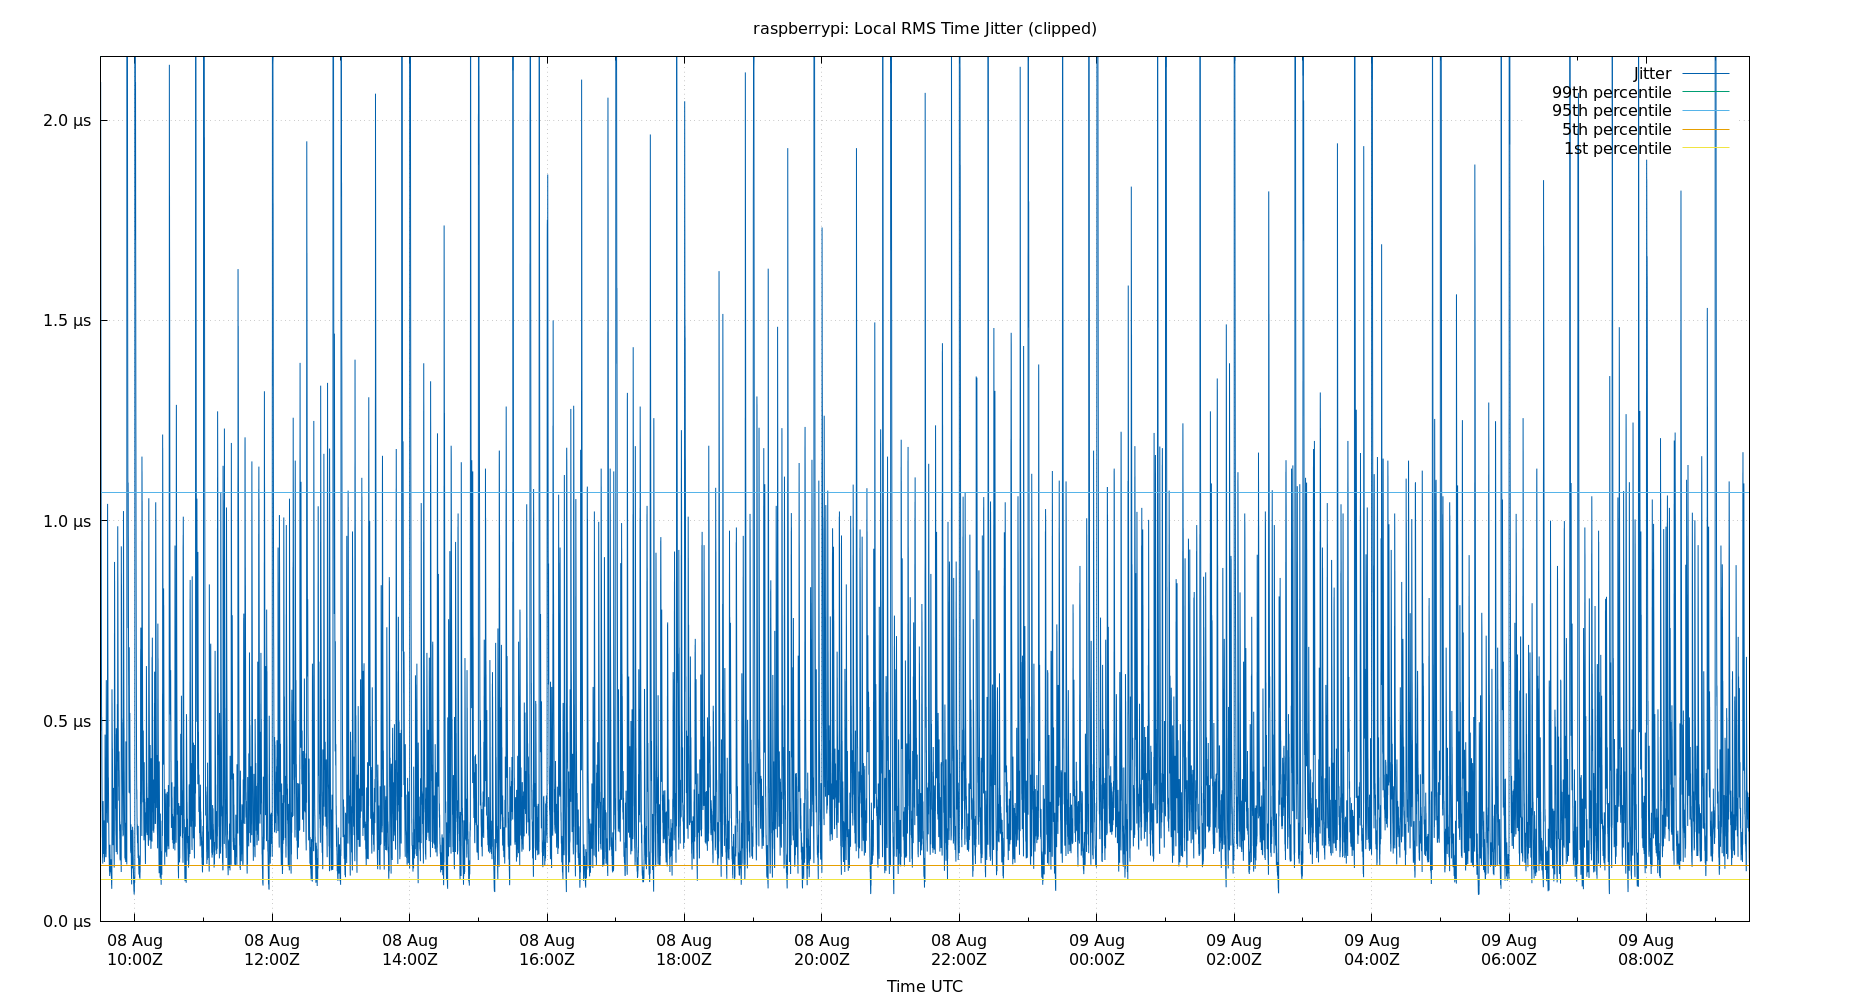 raspberrypi: Local RMS Time Jitter (clipped)
Jitter
99th percentile
95th percentile
5th percentile
1st percentile
2.0 µs
1.5 µs
1.0 µs
0.5 µs
0.0 µs
08 Aug 08 Aug 08 Aug 08 Aug 08 Aug 08 Aug 08 Aug 09 Aug 09 Aug 09 Aug 09 Aug 09 Aug
10:00Z 12:00Z 14:00Z 16:00Z 18:00Z 20:00Z 22:00Z 00:00Z 02:00Z 04:00Z 06:00Z 08:00Z
Time UTC